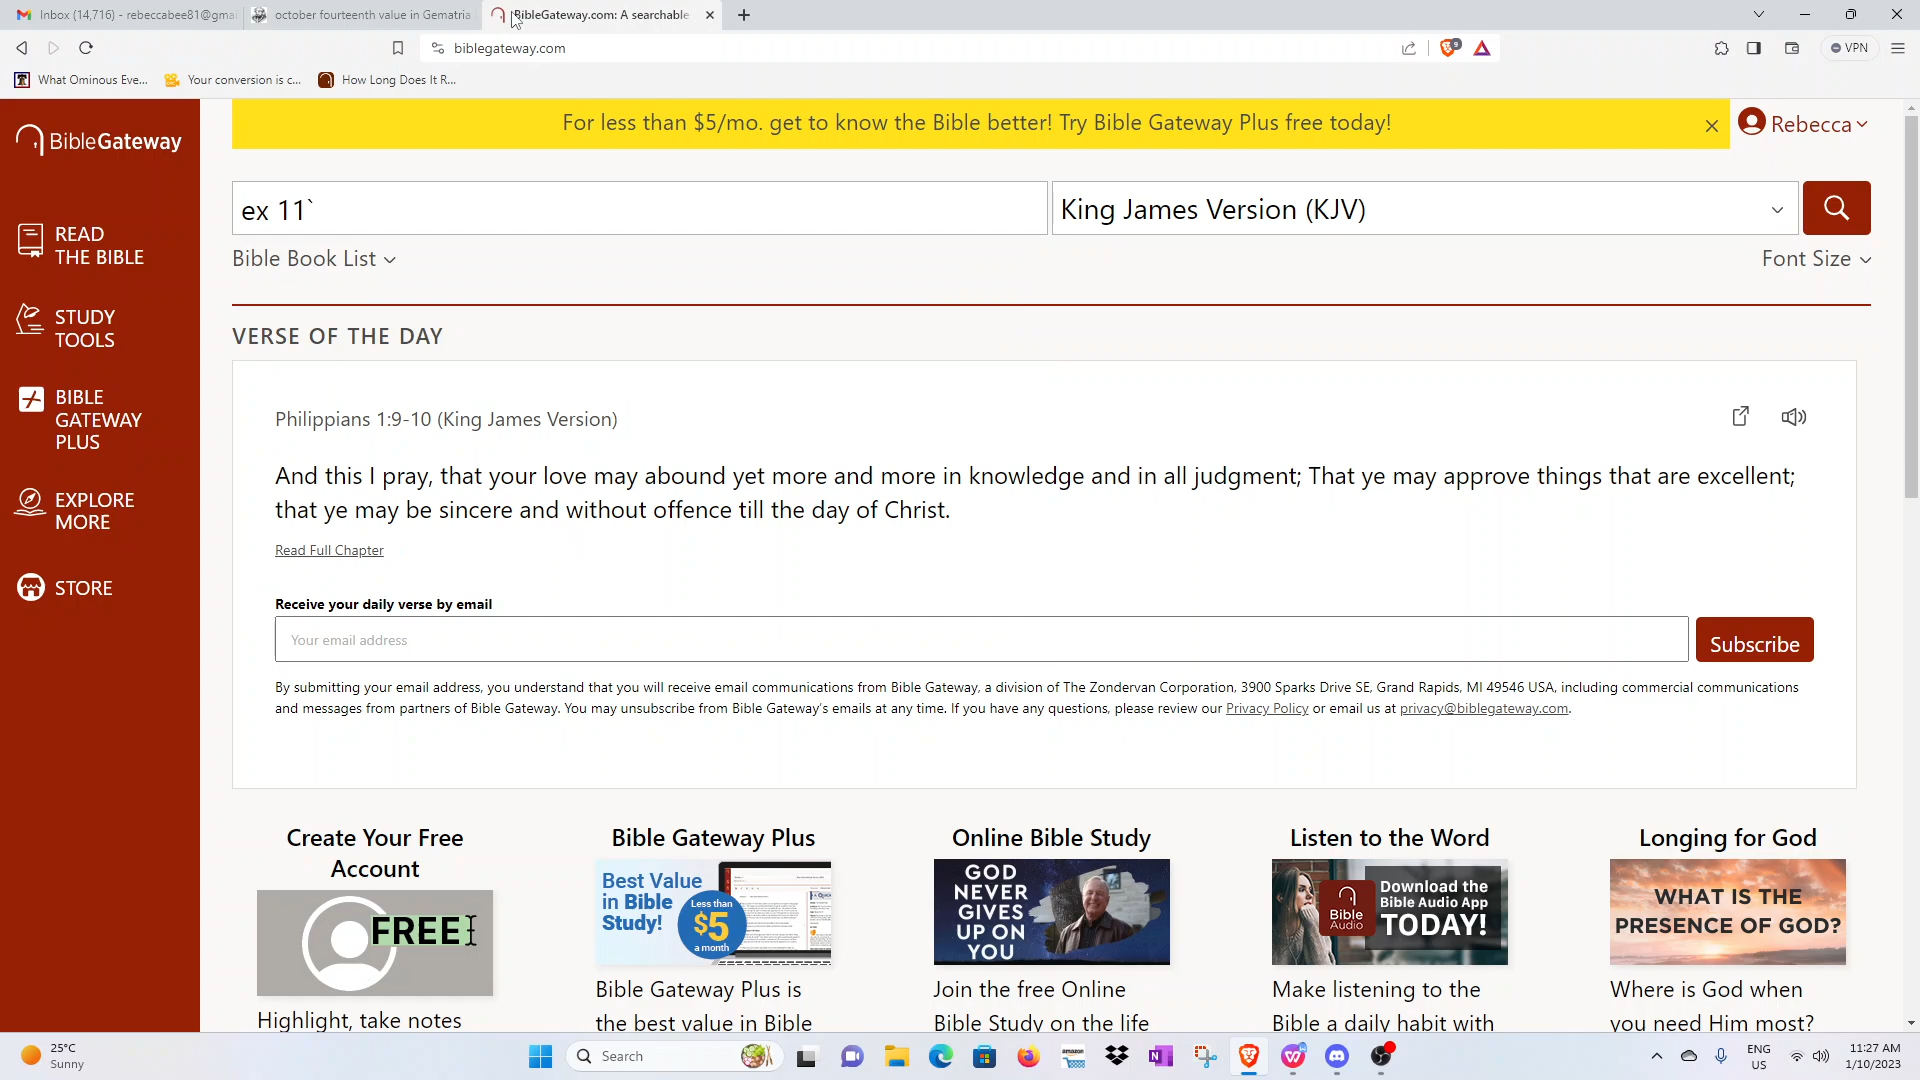 Inbox (14,716) - rebeccabee81@gmai
october fourteenth value in Gematria
BibleGateway.com: A searchable
biblegateway.com
VPN
What Ominous Eve...
Your conversion is c...
How Long Does It R...
BibleGateway
For less than $5/mo. get to know the Bible better! Try Bible Gateway Plus free today!
Rebecca
ex 11`
King James Version (KJV)
Bible Book List
Font Size
READ
THE BIBLE
STUDY
TOOLS
BIBLE
GATEWAY
PLUS
EXPLORE
MORE
STORE
VERSE OF THE DAY
Philippians 1:9-10 (King James Version)
And this I pray, that your love may abound yet more and more in knowledge and in all judgment; That ye may approve things that are excellent;
that ye may be sincere and without offence till the day of Christ.
Read Full Chapter
Receive your daily verse by email
Your email address
Subscribe
By submitting your email address, you understand that you will receive email communications from Bible Gateway, a division of The Zondervan Corporation, 3900 Sparks Drive SE, Grand Rapids, MI 49546 USA, including commercial communications
and messages from partners of Bible Gateway. You may unsubscribe from Bible Gateway's emails at any time. If you have any questions, please review our Privacy Policy or email us at privacy@biblegateway.com.
Create Your Free
Account
FREE
Highlight, take notes
Bible Gateway Plus
Best Value
in Bible
Study!
Less than
$5
a month
Bible Gateway Plus is
the best value in Bible
Online Bible Study
GOD
NEVER
GIVES
UP ON
YOU
Join the free Online
Bible Study on the life
Listen to the Word
Bible
Audio
Download the
Bible Audio App
TODAY!
Make listening to the
Bible a daily habit with
Longing for God
WHAT IS THE
PRESENCE OF GOD?
Where is God when
you need Him most?
25°C
Sunny
Search
amazon
ENG
US
11:27 AM
1/10/2023